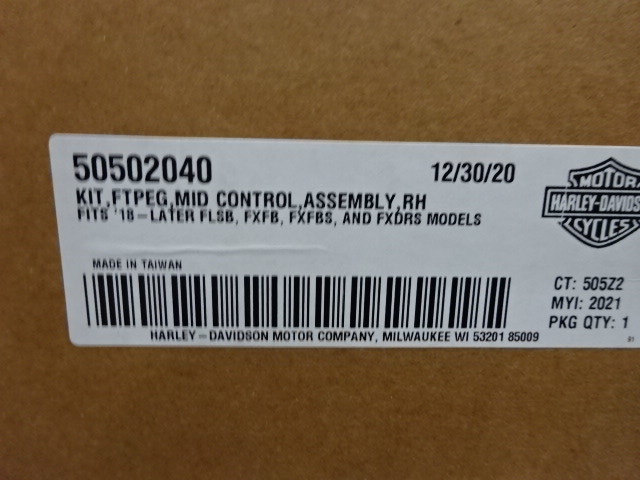 50502040 12/30/20
KIT,FTPEG,MID CONTROL,ASSEMBLY,RH
FITS '18-LATER FLSB, FXFB, FXFBS, AND FXDRS MODELS
MOTOR
HARLEY-DAVIDS
CYCLES
MADE IN TAIWAN
CT: 505Z2
MYI: 2021
PKG QTY: 1
HARLEY-DAVIDSON MOTOR COMPANY, MILWAUKEE WI 53201 85009